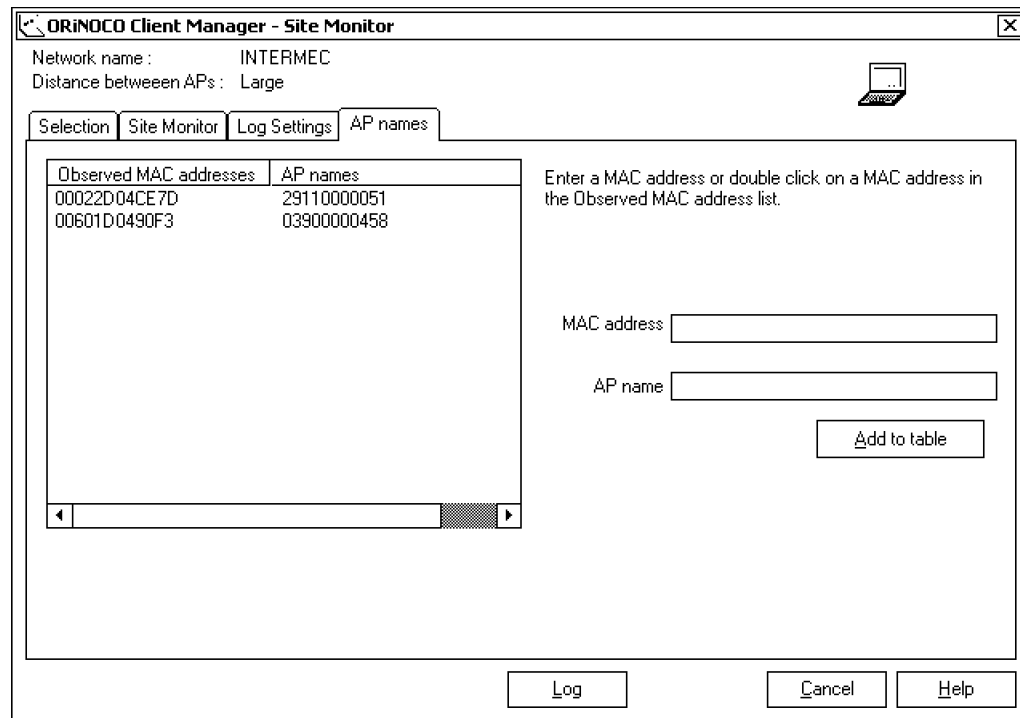 ORiNOCO Client Manager - Site Monitor
Network name : INTERMEC
Distance betweeen APs : Large
Selection Site Monitor Log Settings AP names
Observed MAC addresses AP names
00022D04CE7D 29110000051
00601D0490F3 03900000458
Enter a MAC address or double click on a MAC address in
the Observed MAC address list.
MAC address
AP name
Add to table
Log Cancel Help